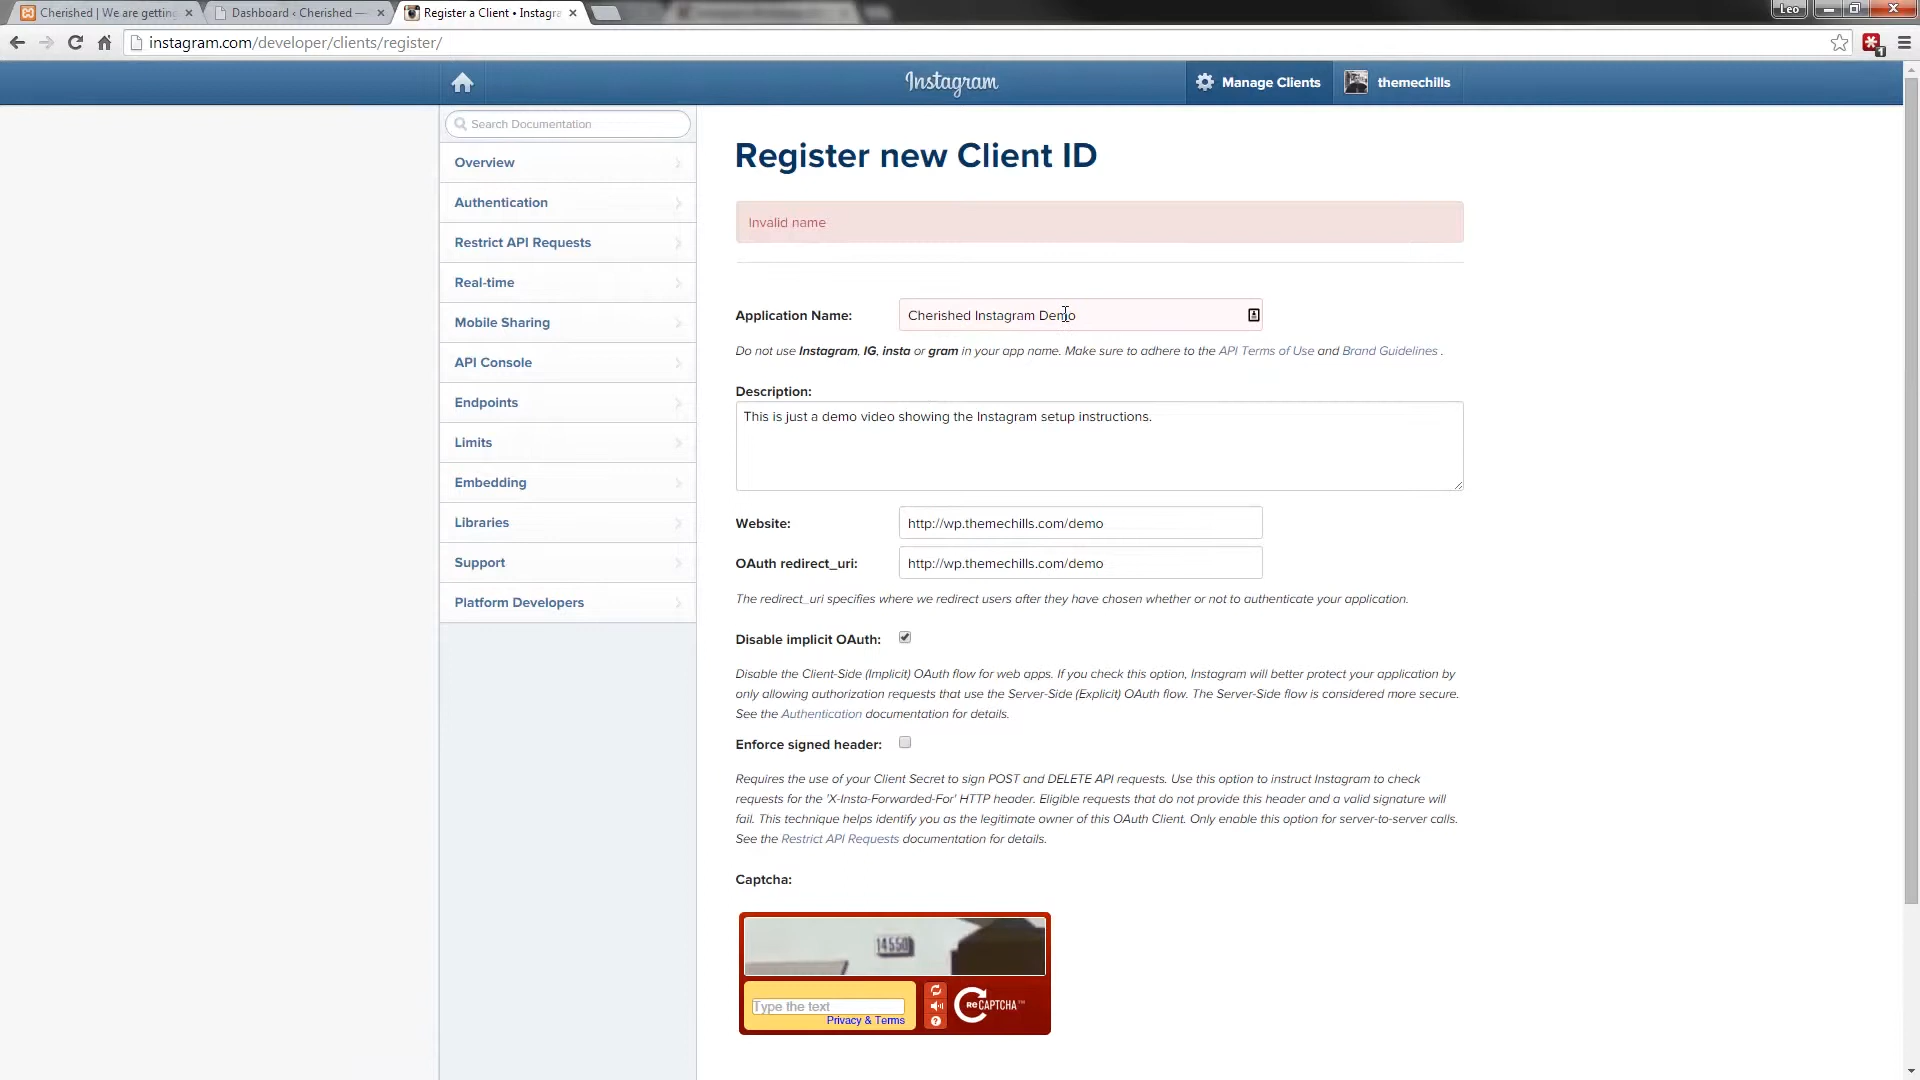 Cherished | We are getting
Dashboard ‹ Cherished —
Register a Client • Instagra
Leo
instagram.com/developer/clients/register/
1
Instagram
Manage Clients
themechills
Search Documentation
Overview
Authentication
Restrict API Requests
Real-time
Mobile Sharing
API Console
Endpoints
Limits
Embedding
Libraries
Support
Platform Developers
Register new Client ID
Invalid name
Application Name: Cherished Instagram Demo
Do not use Instagram, IG, insta or gram in your app name. Make sure to adhere to the API Terms of Use and Brand Guidelines .
Description:
This is just a demo video showing the Instagram setup instructions.
Website: http://wp.themechills.com/demo
OAuth redirect_uri: http://wp.themechills.com/demo
The redirect_uri specifies where we redirect users after they have chosen whether or not to authenticate your application.
Disable implicit OAuth:
Disable the Client-Side (Implicit) OAuth flow for web apps. If you check this option, Instagram will better protect your application by
only allowing authorization requests that use the Server-Side (Explicit) OAuth flow. The Server-Side flow is considered more secure.
See the Authentication documentation for details.
Enforce signed header:
Requires the use of your Client Secret to sign POST and DELETE API requests. Use this option to instruct Instagram to check
requests for the 'X-Insta-Forwarded-For' HTTP header. Eligible requests that do not provide this header and a valid signature will
fail. This technique helps identify you as the legitimate owner of this OAuth Client. Only enable this option for server-to-server calls.
See the Restrict API Requests documentation for details.
Captcha:
14550
Type the text
Privacy & Terms
reCAPTCHA™